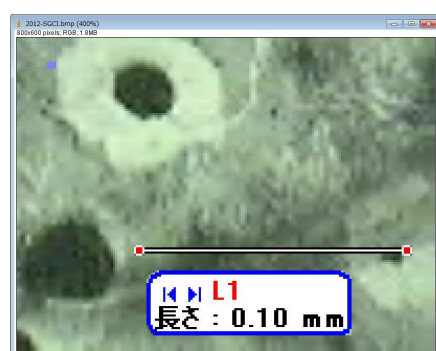 2012-SGCI.bmp (400%)
800x600 pixels; RGB; 1.8MB
L1
長さ : 0.10 mm